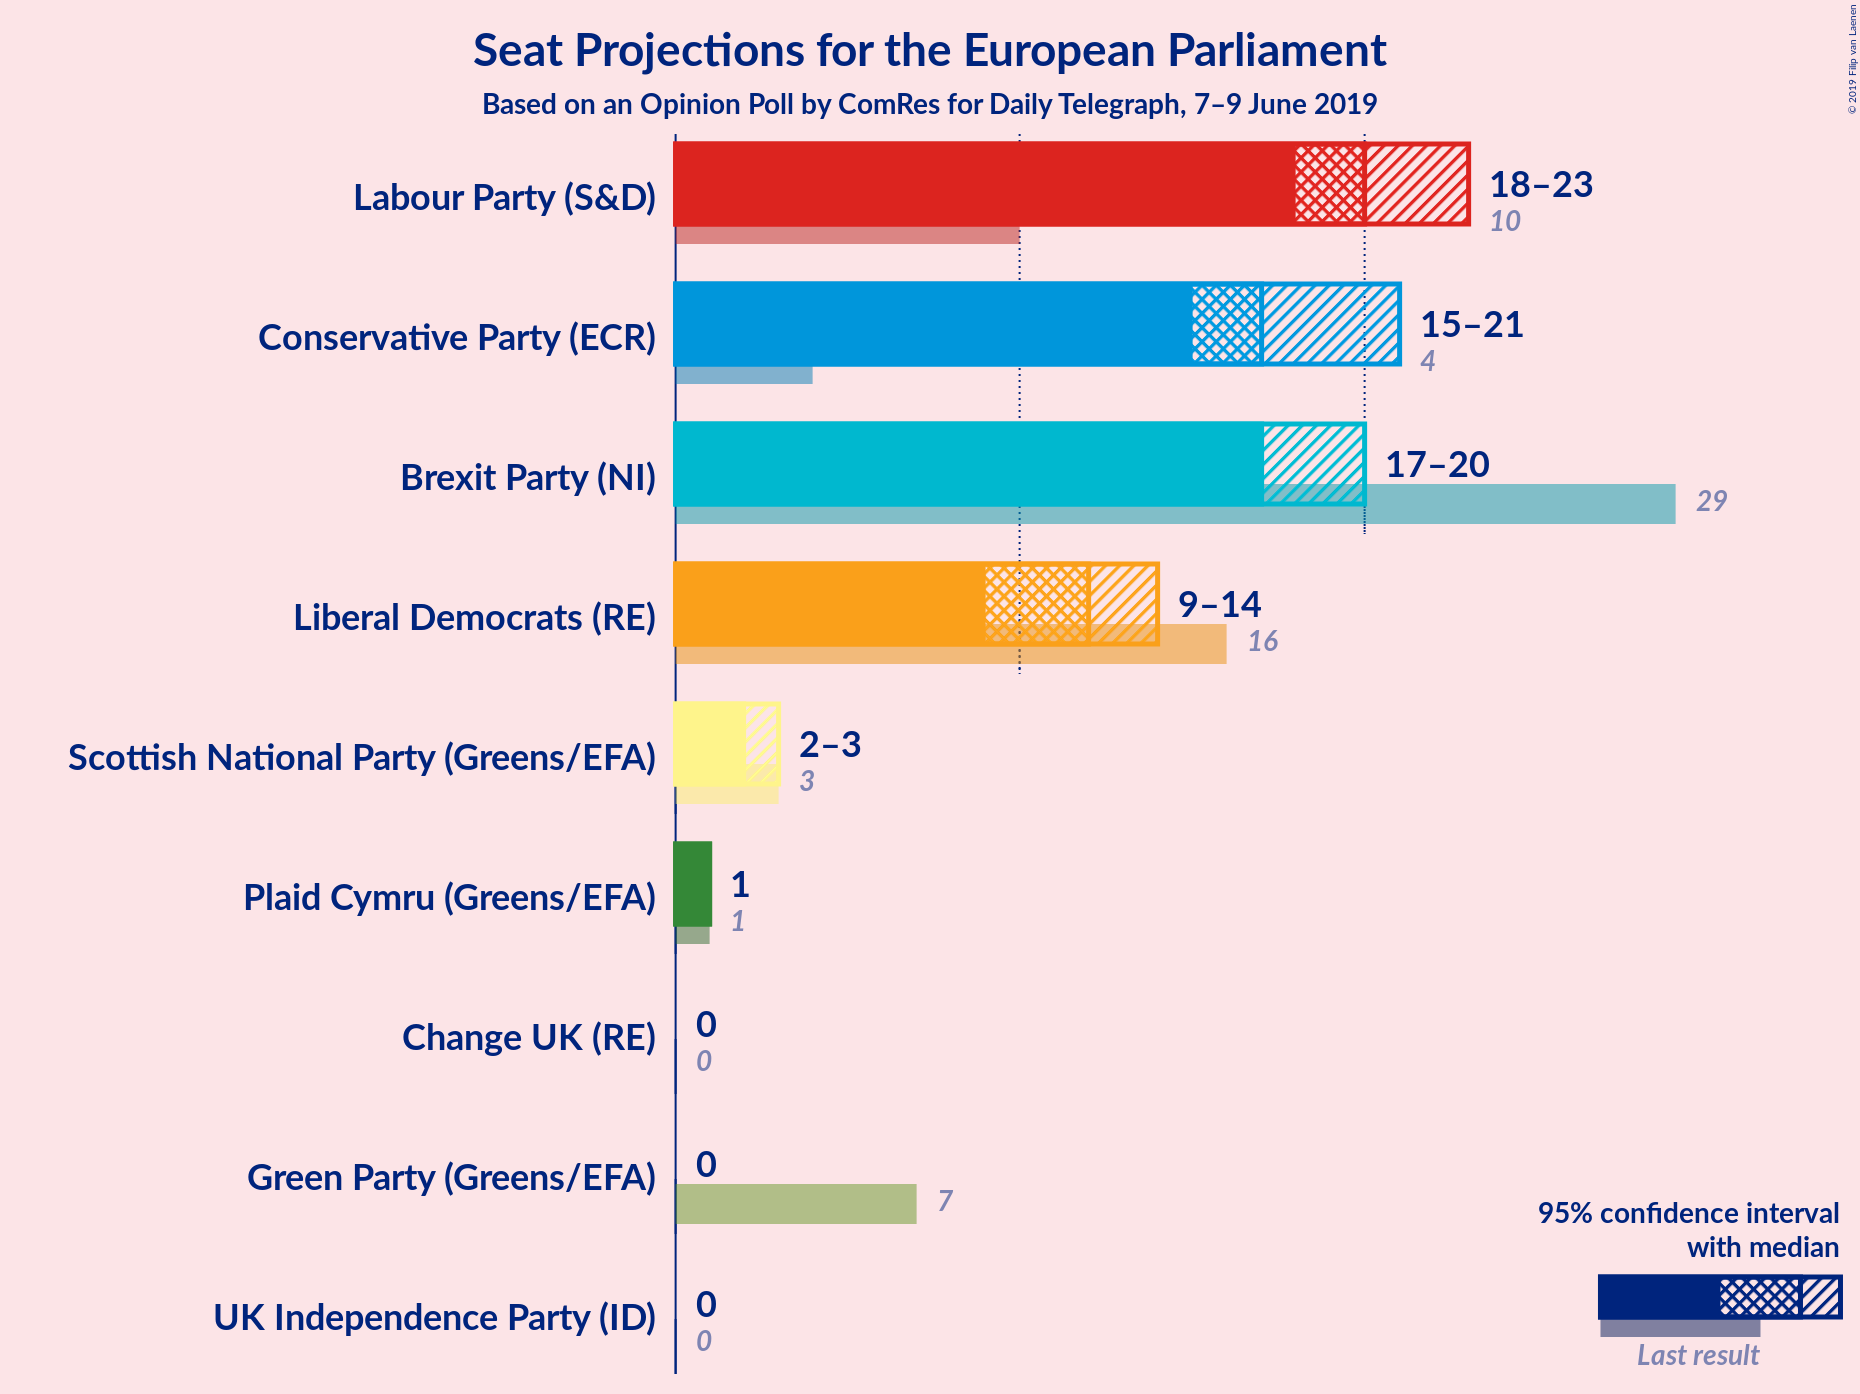 Seat Projections for the European Parliament
Based on an Opinion Poll by ComRes for Daily Telegraph, 7–9 June 2019
© 2019 Filip van Laenen
Labour Party (S&D)
18–23
10
Conservative Party (ECR)
15–21
4
Brexit Party (NI)
17–20
29
Liberal Democrats (RE)
9–14
16
Scottish National Party (Greens/EFA)
2–3
3
Plaid Cymru (Greens/EFA)
1
1
Change UK (RE)
0
0
Green Party (Greens/EFA)
0
7
UK Independence Party (ID)
0
0
95% confidence interval
with median
Last result